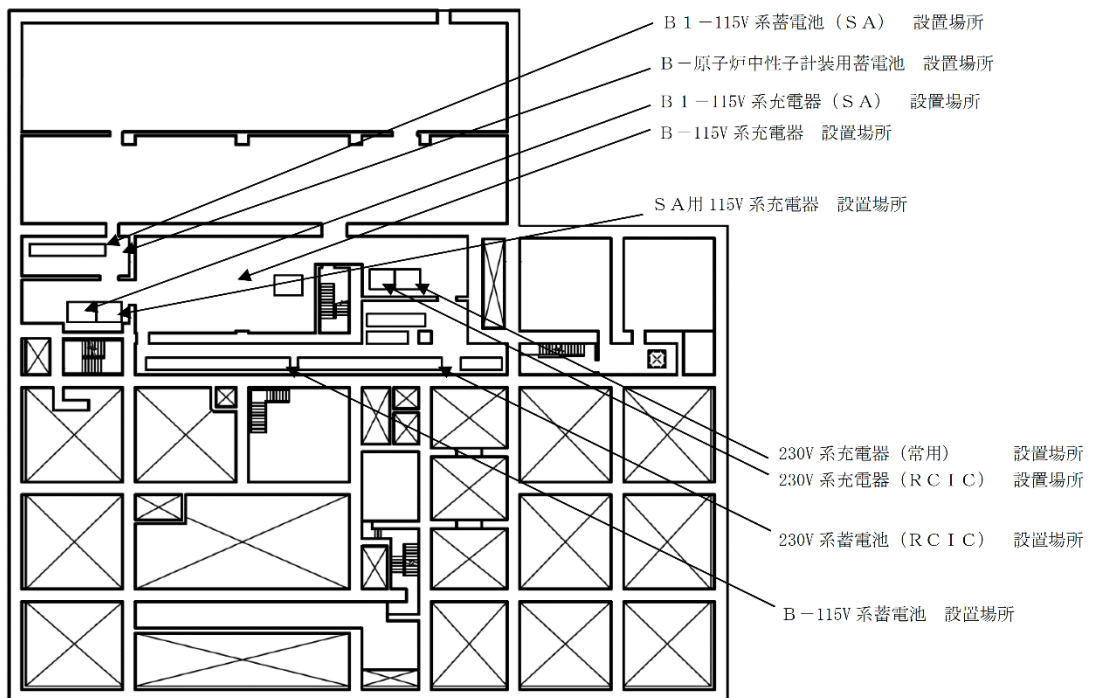 Ｂ１－115V 系蓄電池（ＳＡ）　設置場所
Ｂ－原子炉中性子計装用蓄電池　設置場所
Ｂ１－115V 系充電器（ＳＡ）　設置場所
Ｂ－115V 系充電器　設置場所
ＳＡ用 115V 系充電器　設置場所
230V 系充電器（常用）　　　設置場所
230V 系充電器（ＲＣＩＣ）　設置場所
230V 系蓄電池（ＲＣＩＣ）　設置場所
Ｂ－115V 系蓄電池　設置場所